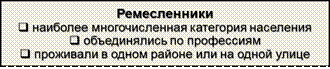 Ремесленники
❑ наиболее многочисленная категория населения
❑ объединялись по профессиям
❑ проживали в одном районе или на одной улице